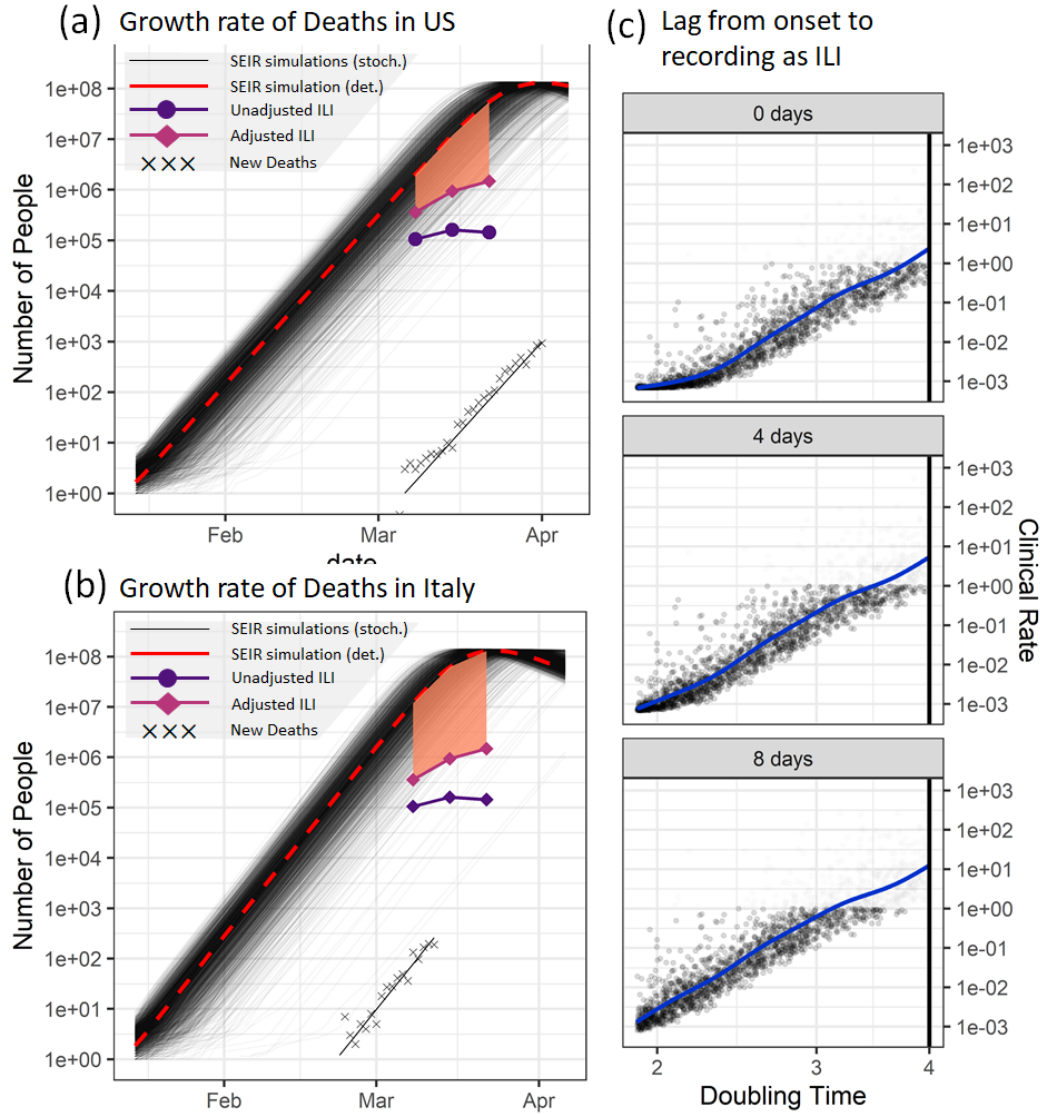 (a) Growth rate of Deaths in US
SEIR simulations (stoch.)
SEIR simulation (det.)
Unadjusted ILI
Adjusted ILI
New Deaths
Number of People
1e+08
1e+07
1e+06
1e+05
1e+04
1e+03
1e+02
1e+01
1e+00
Feb
Mar
Apr
date
(b) Growth rate of Deaths in Italy
SEIR simulations (stoch.)
SEIR simulation (det.)
Unadjusted ILI
Adjusted ILI
New Deaths
Number of People
1e+08
1e+07
1e+06
1e+05
1e+04
1e+03
1e+02
1e+01
1e+00
Feb
Mar
Apr
(c) Lag from onset to
recording as ILI
0 days
1e+03
1e+02
1e+01
1e+00
1e-01
1e-02
1e-03
4 days
1e+03
1e+02
1e+01
1e+00
1e-01
1e-02
1e-03
Clinical Rate
8 days
1e+03
1e+02
1e+01
1e+00
1e-01
1e-02
1e-03
2
3
4
Doubling Time